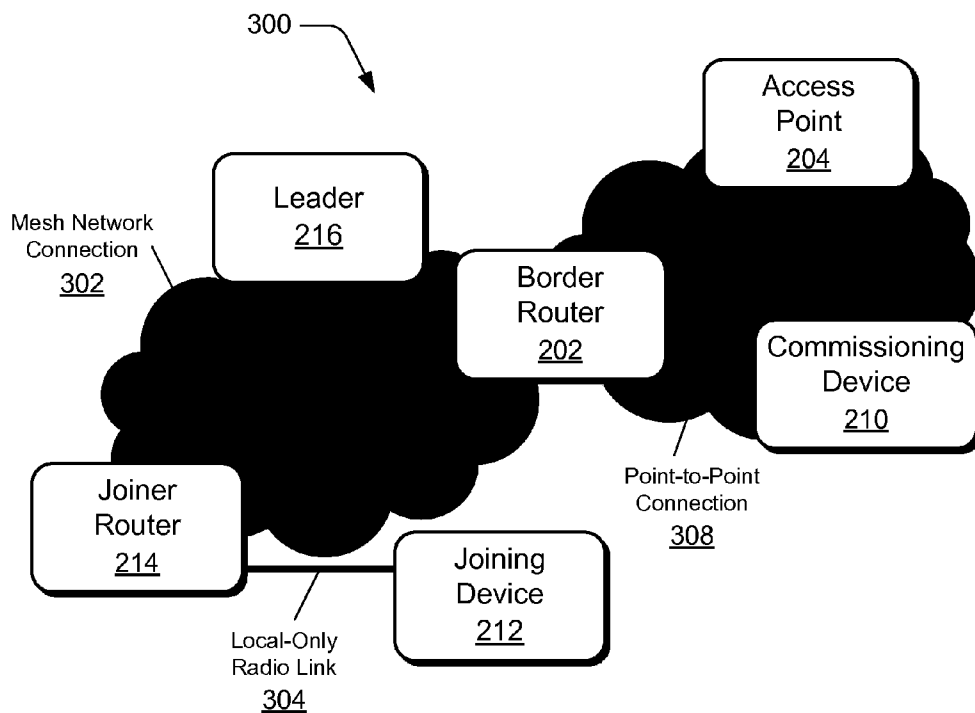 300
Access
Point
204
Leader
216
Mesh Network
Connection
302
Border
Router
202
Commissioning
Device
210
Joiner
Router
214
Point-to-Point
Connection
308
Joining
Device
212
Local-Only
Radio Link
304